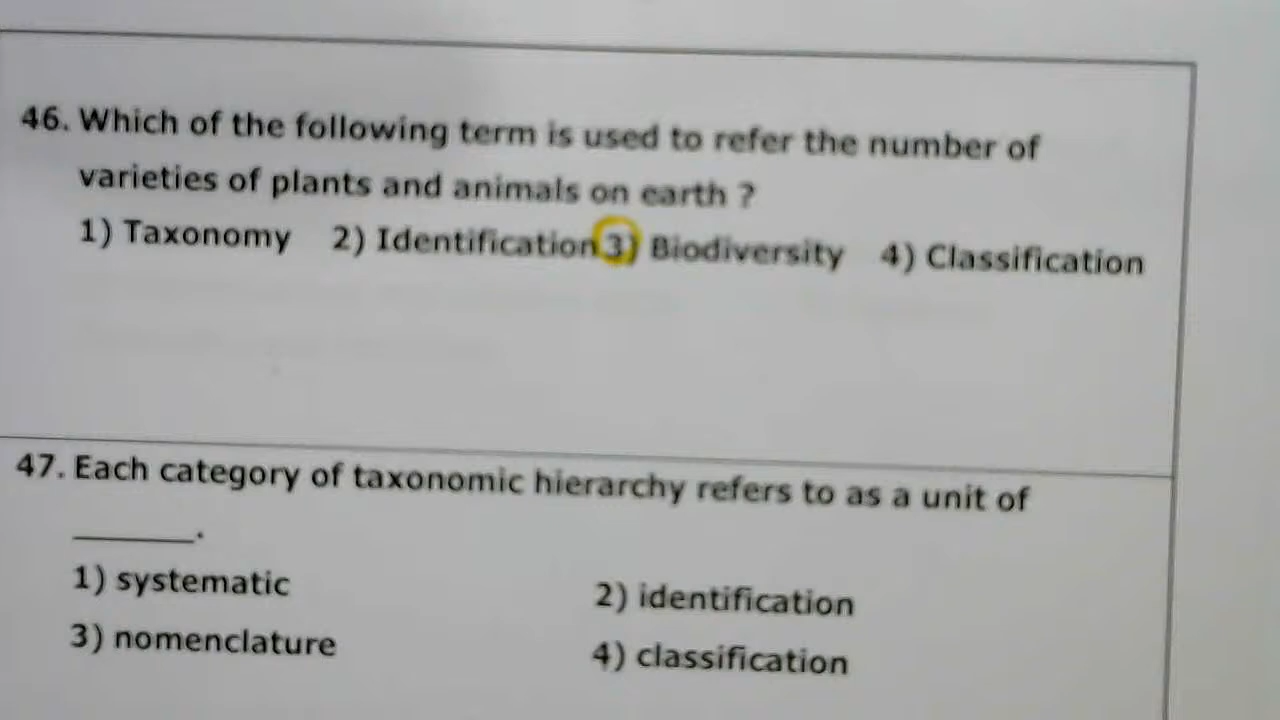 46. Which of the following term is used to refer the number of
varieties of plants and animals on earth ?
1) Taxonomy 2) Identification 3) Biodiversity 4) Classification
47. Each category of taxonomic hierarchy refers to as a unit of
______.
1) systematic 2) identification
3) nomenclature 4) classification